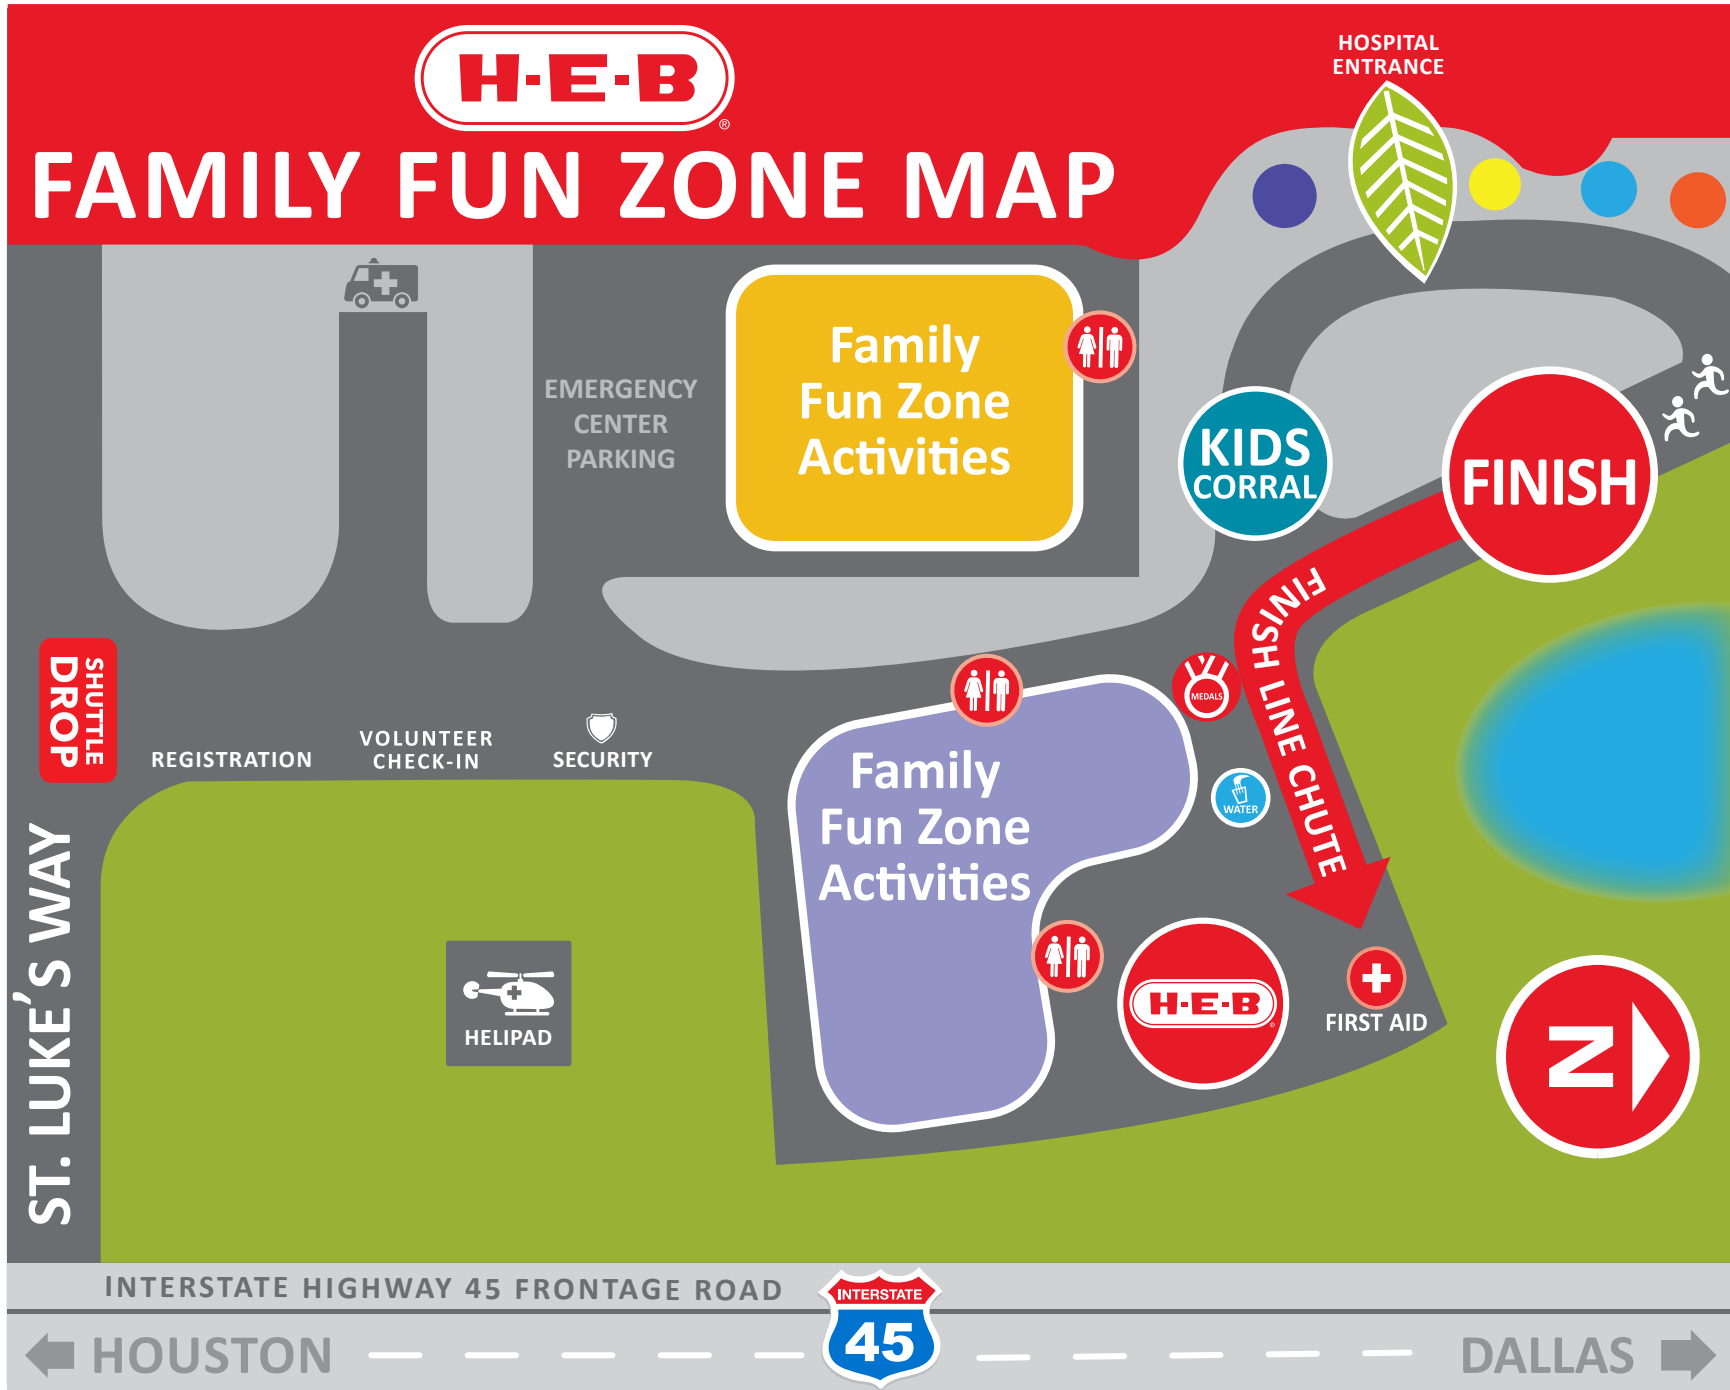 H-E-B
®
FAMILY FUN ZONE MAP
HOSPITAL
ENTRANCE
Family
Fun Zone
Activities
EMERGENCY
CENTER
PARKING
KIDS
CORRAL
FINISH
FINISH LINE CHUTE
SHUTTLE
DROP
REGISTRATION
VOLUNTEER
CHECK-IN
SECURITY
MEDALS
Family
Fun Zone
Activities
WATER
ST. LUKE'S WAY
HELIPAD
H-E-B
®
FIRST AID
N
INTERSTATE HIGHWAY 45 FRONTAGE ROAD
INTERSTATE
45
HOUSTON
DALLAS